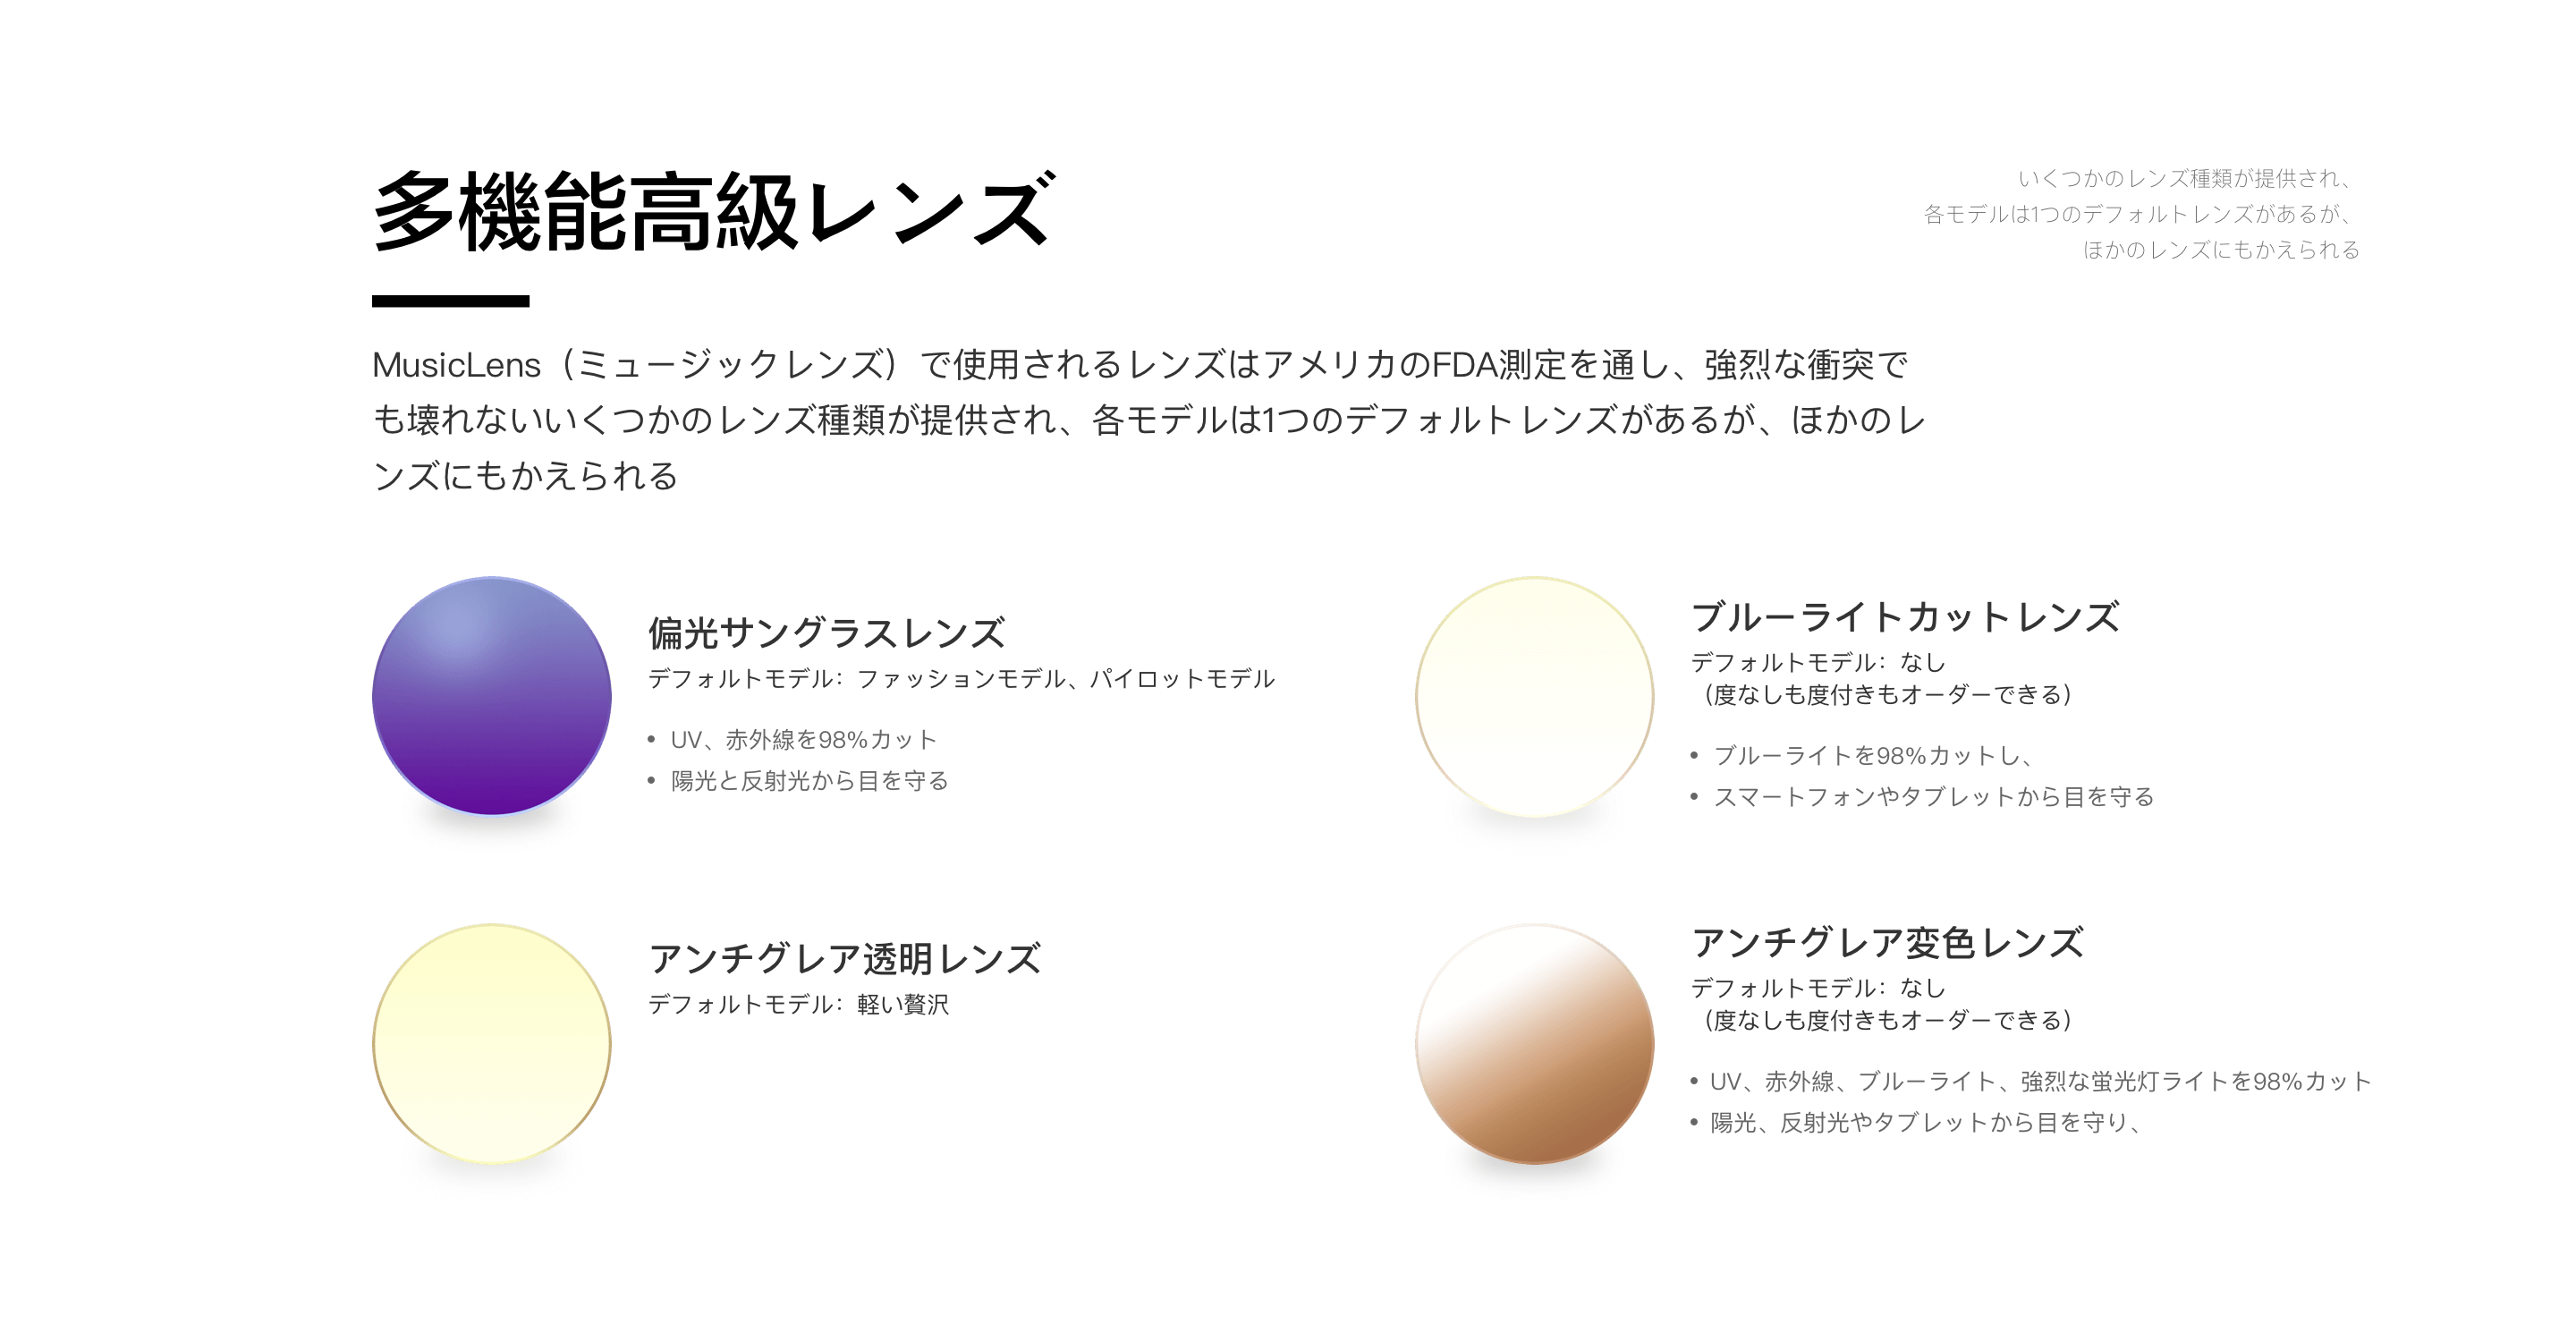 多機能高級レンズ
いくつかのレンズ種類が提供され、
各モデルは1つのデフォルトレンズがあるが、
ほかのレンズにもかえられる
MusicLens（ミュージックレンズ）で使用されるレンズはアメリカのFDA測定を通し、強烈な衝突で
も壊れないいくつかのレンズ種類が提供され、各モデルは1つのデフォルトレンズがあるが、ほかのレ
ンズにもかえられる
偏光サングラスレンズ
デフォルトモデル：ファッションモデル、パイロットモデル
• UV、赤外線を98%カット
• 陽光と反射光から目を守る
ブルーライトカットレンズ
デフォルトモデル：なし
（度なしも度付きもオーダーできる）
• ブルーライトを98%カットし、
• スマートフォンやタブレットから目を守る
アンチグレア透明レンズ
デフォルトモデル：軽い贅沢
アンチグレア変色レンズ
デフォルトモデル：なし
（度なしも度付きもオーダーできる）
• UV、赤外線、ブルーライト、強烈な蛍光灯ライトを98%カット
• 陽光、反射光やタブレットから目を守り、